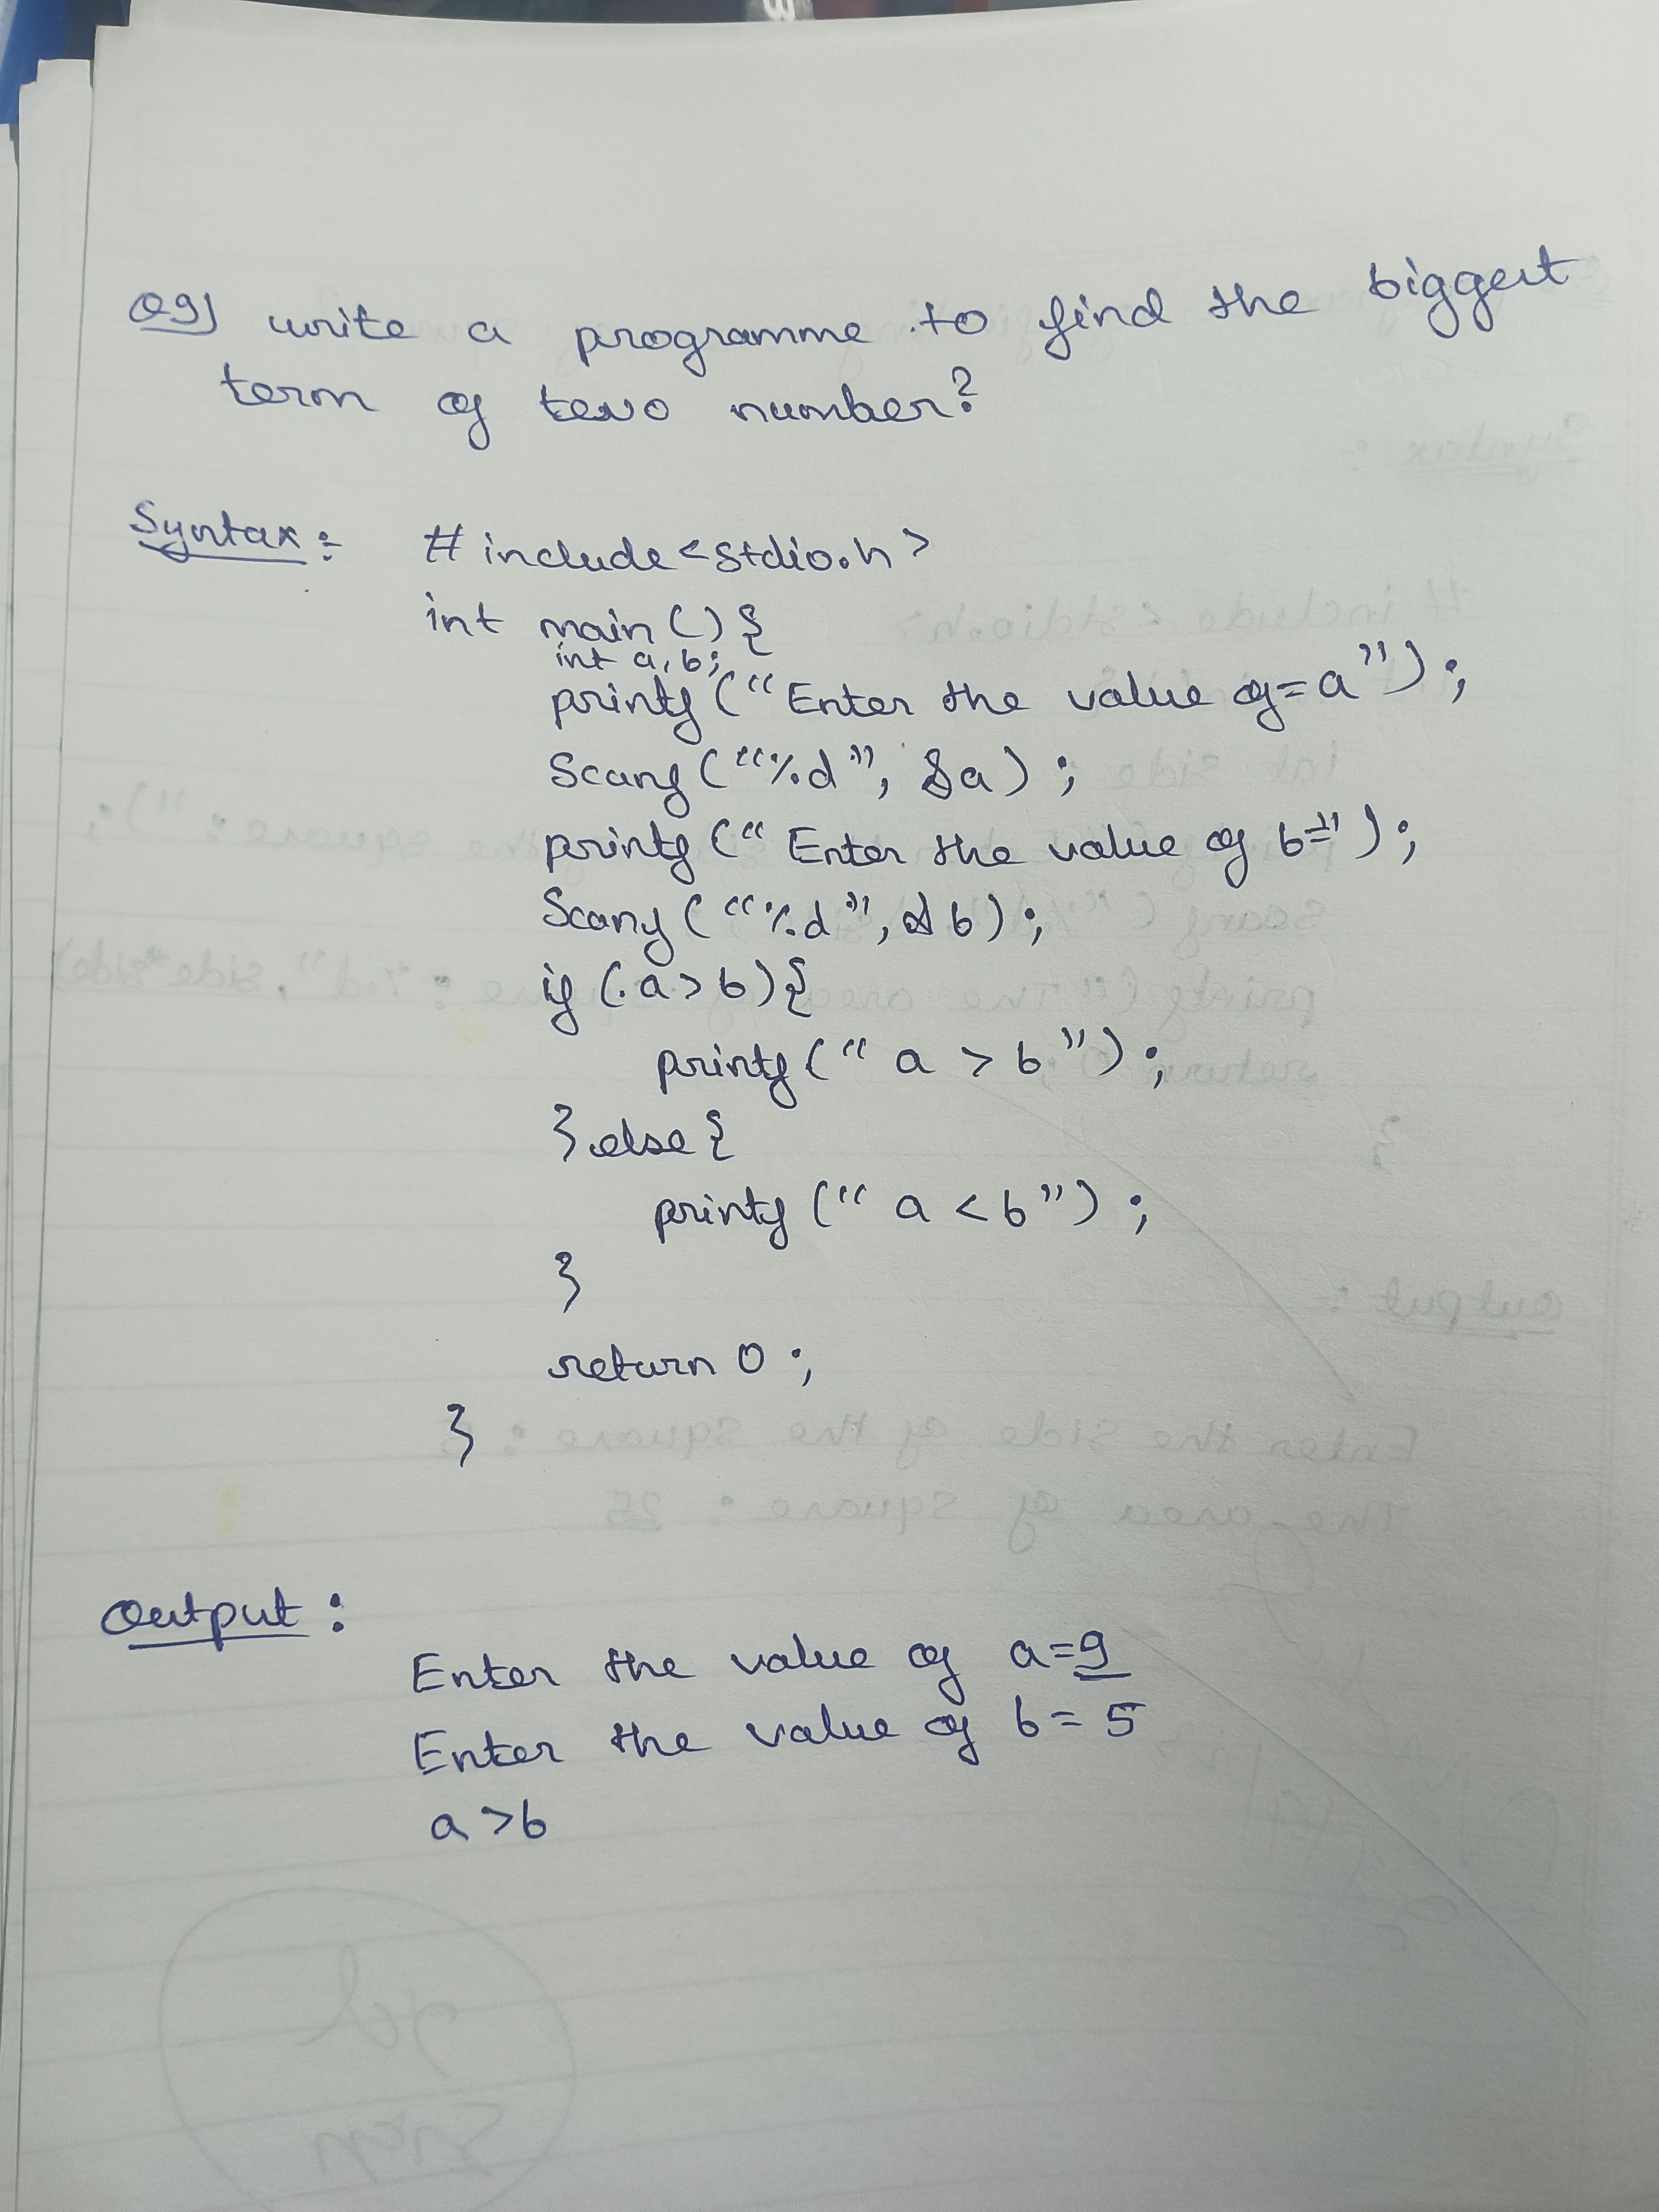 Q9) write a programme to find the biggest
term of two number?
Syntax:- #include<stdio.h>
int main(){
int a,b;
printf("Enter the value of=a");
Scanf("%d", &a);
printf("Enter the value of b=");
Scanf("%d", &b);
if(a>b){
printf("a > b");
}else{
printf("a < b");
}
return 0;
}
Output:
Enter the value of a=9
Enter the value of b=5
a>b